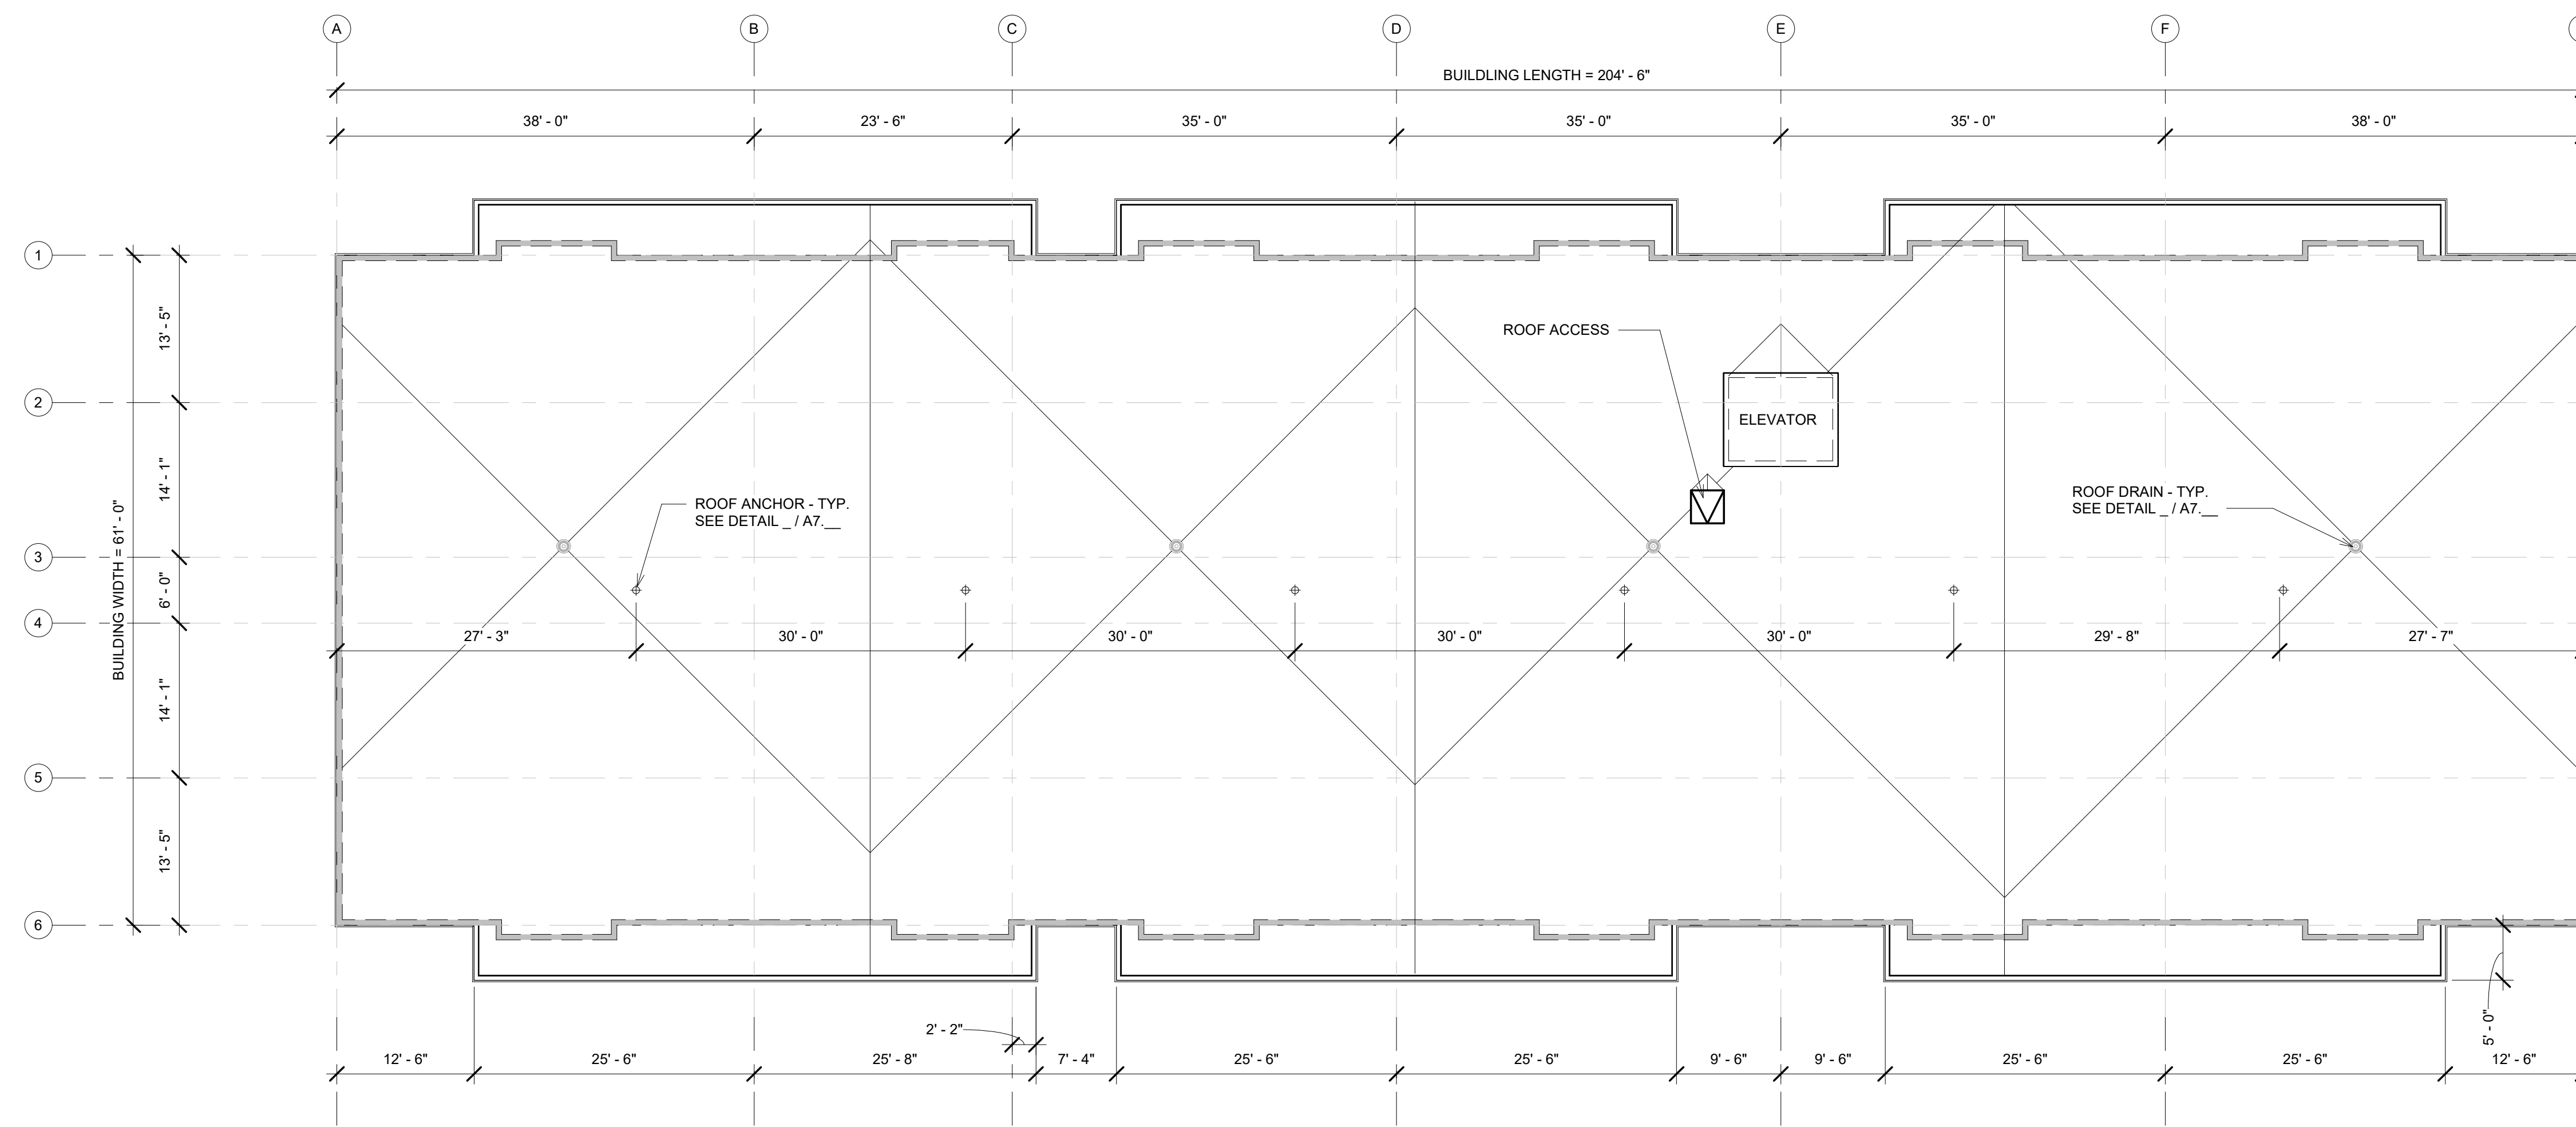 A
B
C
D
E
F
BUILDLING LENGTH = 204' - 6"
38' - 0"
23' - 6"
35' - 0"
35' - 0"
35' - 0"
38' - 0"
1
2
3
4
5
6
BUILDING WIDTH = 61' - 0"
13' - 5"
14' - 1"
6' - 0"
14' - 1"
13' - 5"
ROOF ACCESS
ELEVATOR
ROOF ANCHOR - TYP.
SEE DETAIL _ / A7.__
ROOF DRAIN - TYP.
SEE DETAIL _ / A7.__
27' - 3"
30' - 0"
30' - 0"
30' - 0"
30' - 0"
29' - 8"
27' - 7"
2' - 2"
5' - 0"
12' - 6"
25' - 6"
25' - 8"
7' - 4"
25' - 6"
25' - 6"
9' - 6"
9' - 6"
25' - 6"
25' - 6"
12' - 6"